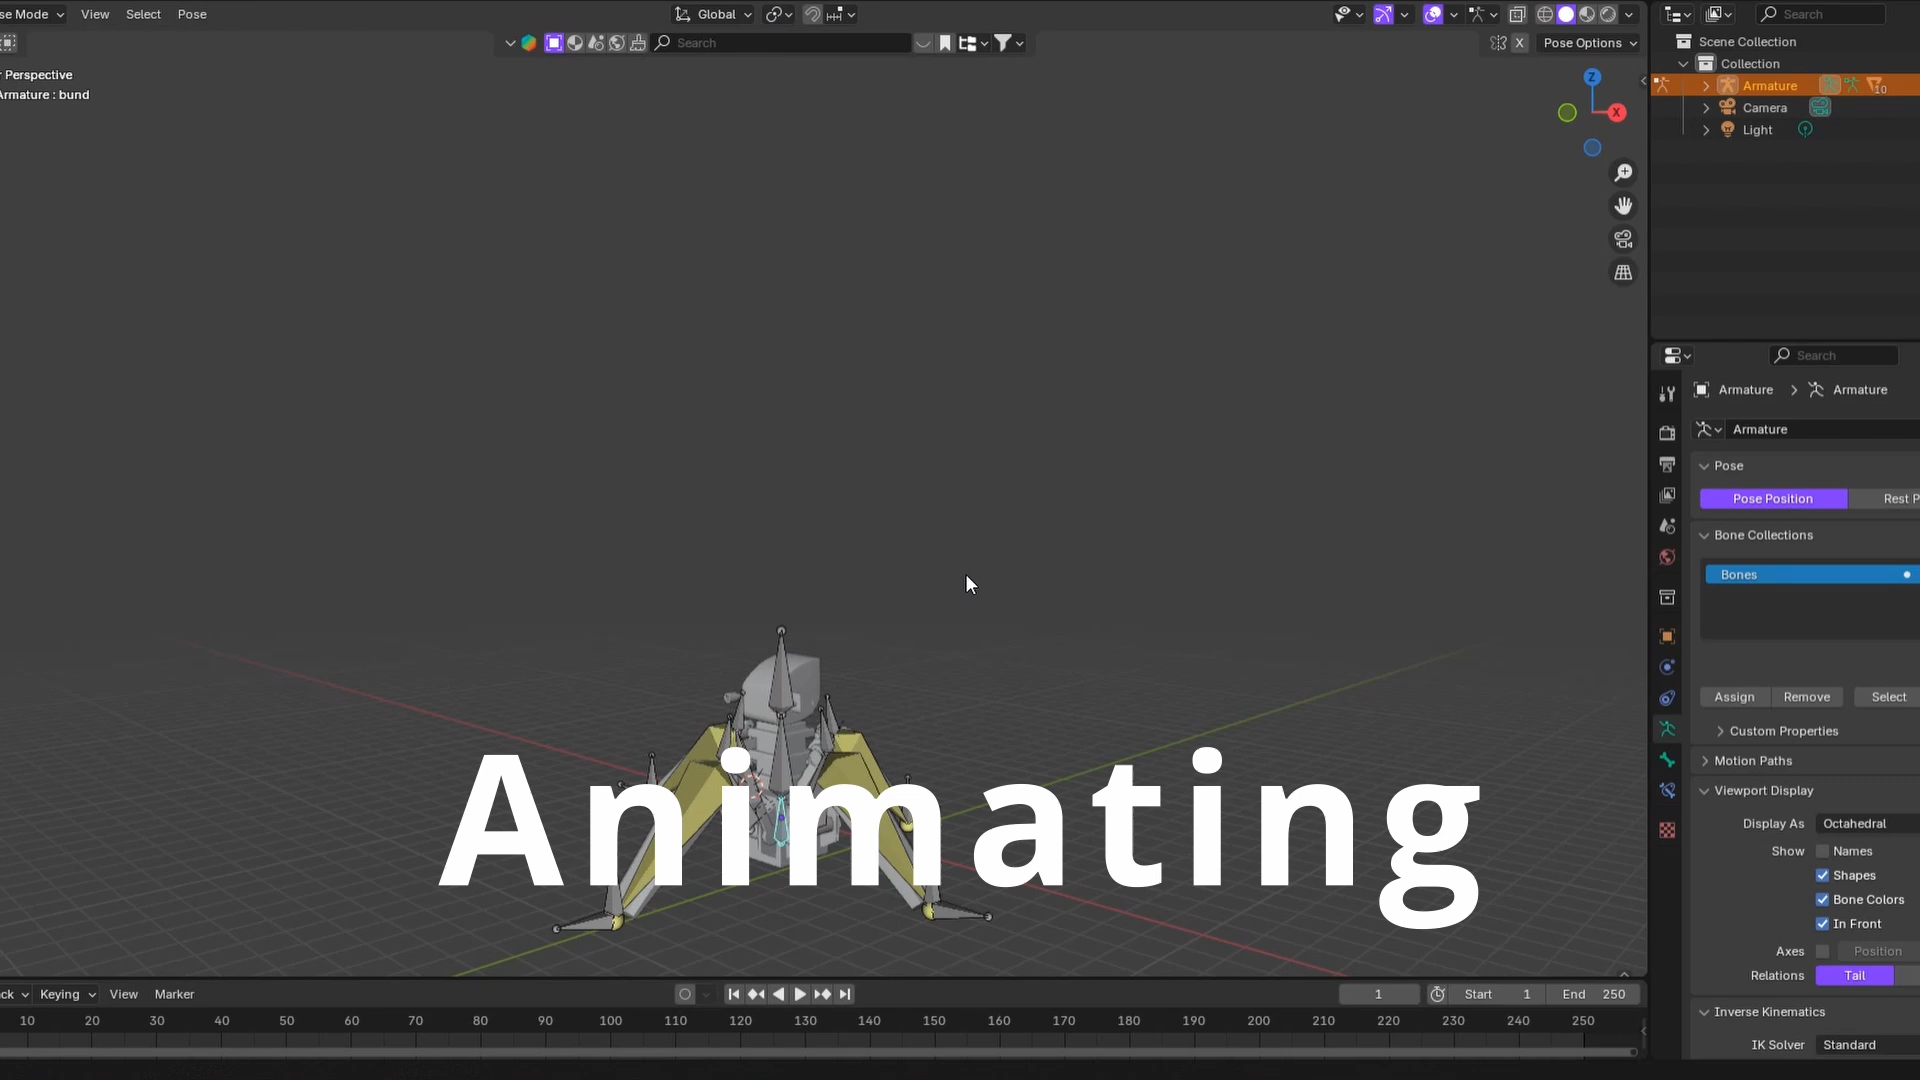 se Mode View Select Pose Global Search
Search Pose Options
r Perspective
Armature : bund
Z
X
X
Search
Scene Collection
Collection
Armature 10
Camera
Light
Search
Armature Armature
Armature
Pose
Pose Position Rest P
Bone Collections
Bones
Assign Remove Select
Custom Properties
Motion Paths
Viewport Display
Display As Octahedral
Show Names
Shapes
Bone Colors
In Front
Axes Position
Relations Tail
Inverse Kinematics
IK Solver Standard
Animating
ck Keying View Marker 1 Start 1 End 250
10 20 30 40 50 60 70 80 90 100 110 120 130 140 150 160 170 180 190 200 210 220 230 240 250